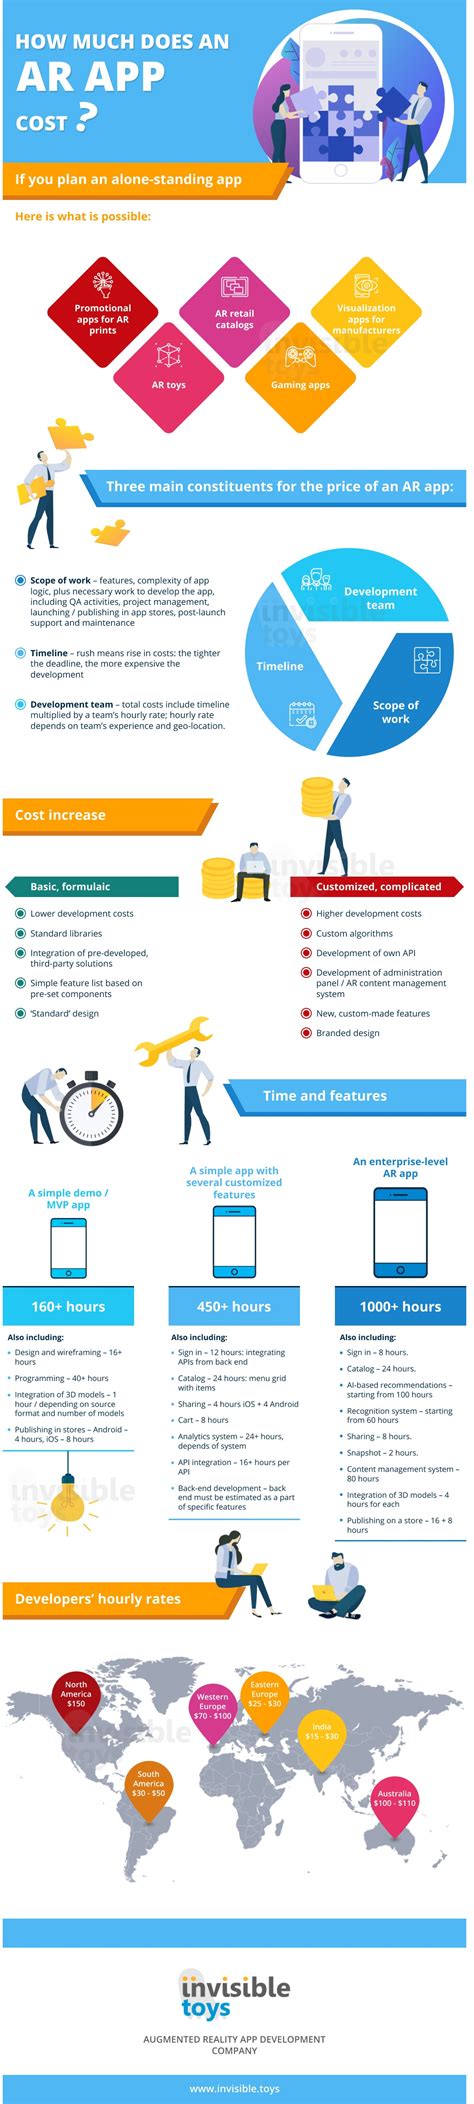 HOW MUCH DOES AN
AR APP
COST ?
If you plan an alone-standing app
Here is what is possible:
Promotional
apps for AR
prints
AR retail
catalogs
Visualization
apps for
manufacturers
AR toys
Gaming apps
invisible
toys
Three main constituents for the price of an AR app:
Scope of work – features, complexity of app
logic, plus necessary work to develop the app,
including QA activities, project management,
launching / publishing in app stores, post-launch
support and maintenance
Timeline – rush means rise in costs: the tighter
the deadline, the more expensive the
development
Development team – total costs include timeline
multiplied by a team's hourly rate; hourly rate
depends on team's experience and geo-location.
Development
team
Timeline
Scope of
work
invisible
toys
Cost increase
invisible
toys
Basic, formulaic
Lower development costs
Standard libraries
Integration of pre-developed,
third-party solutions
Simple feature list based on
pre-set components
'Standard' design
Customized, complicated
Higher development costs
Custom algorithms
Development of own API
Development of administration
panel / AR content management
system
New, custom-made features
Branded design
Time and features
A simple demo /
MVP app
160+ hours
Also including:
Design and wireframing – 16+
hours
Programming – 40+ hours
Integration of 3D models – 1
hour / depending on source
format and number of models
Publishing in stores – Android –
4 hours, iOS – 8 hours
invisible
toys
A simple app with
several customized
features
450+ hours
Also including:
Sign in – 12 hours: integrating
APIs from back end
Catalog – 24 hours: menu grid
with items
Sharing – 4 hours iOS + 4 Android
Cart – 8 hours
Analytics system – 24+ hours,
depends of system
API integration – 16+ hours per
API
Back-end development – back
end must be estimated as a part
of specific features
An enterprise-level
AR app
1000+ hours
Also including:
Sign in – 8 hours.
Catalog – 24 hours.
AI-based recommendations –
starting from 100 hours
Recognition system – starting
from 60 hours
Sharing – 8 hours.
Snapshot – 2 hours.
Content management system –
80 hours
Integration of 3D models – 4
hours for each
Publishing on a store – 16 + 8
hours
Developers' hourly rates
North
America
$150
Western
Europe
$70 - $100
Eastern
Europe
$25 - $30
India
$15 - $30
South
America
$30 - $50
Australia
$100 - $110
invisible
toys
invisible
toys
AUGMENTED REALITY APP DEVELOPMENT
COMPANY
www.invisible.toys